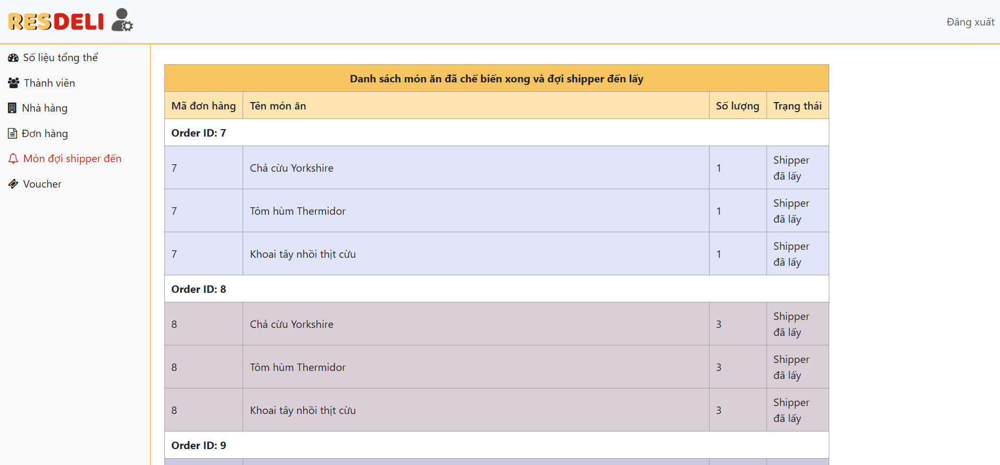 RESDELI
Đăng xuất
Số liệu tổng thể
Thành viên
Nhà hàng
Đơn hàng
Món đợi shipper đến
Voucher
Danh sách món ăn đã chế biến xong và đợi shipper đến lấy
Mã đơn hàng Tên món ăn Số lượng Trạng thái
Order ID: 7
7 Chả cừu Yorkshire 1 Shipper
đã lấy
7 Tôm hùm Thermidor 1 Shipper
đã lấy
7 Khoai tây nhồi thịt cừu 1 Shipper
đã lấy
Order ID: 8
8 Chả cừu Yorkshire 3 Shipper
đã lấy
8 Tôm hùm Thermidor 3 Shipper
đã lấy
8 Khoai tây nhồi thịt cừu 3 Shipper
đã lấy
Order ID: 9